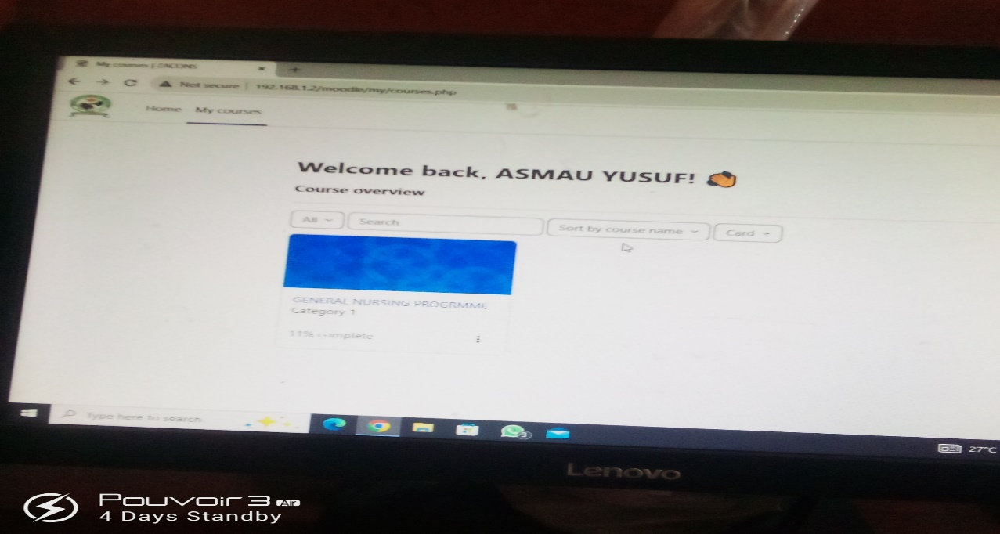 My courses | ZACONS
Not secure | 192.168.1.2/moodle/my/courses.php
Home My courses
Welcome back, ASMAU YUSUF!
Course overview
All Search Sort by course name Card
GENERAL NURSING PROGRMME
Category 1
11% complete
Type here to search
3
27°C
Lenovo
Pouvoir 3 Air
4 Days Standby